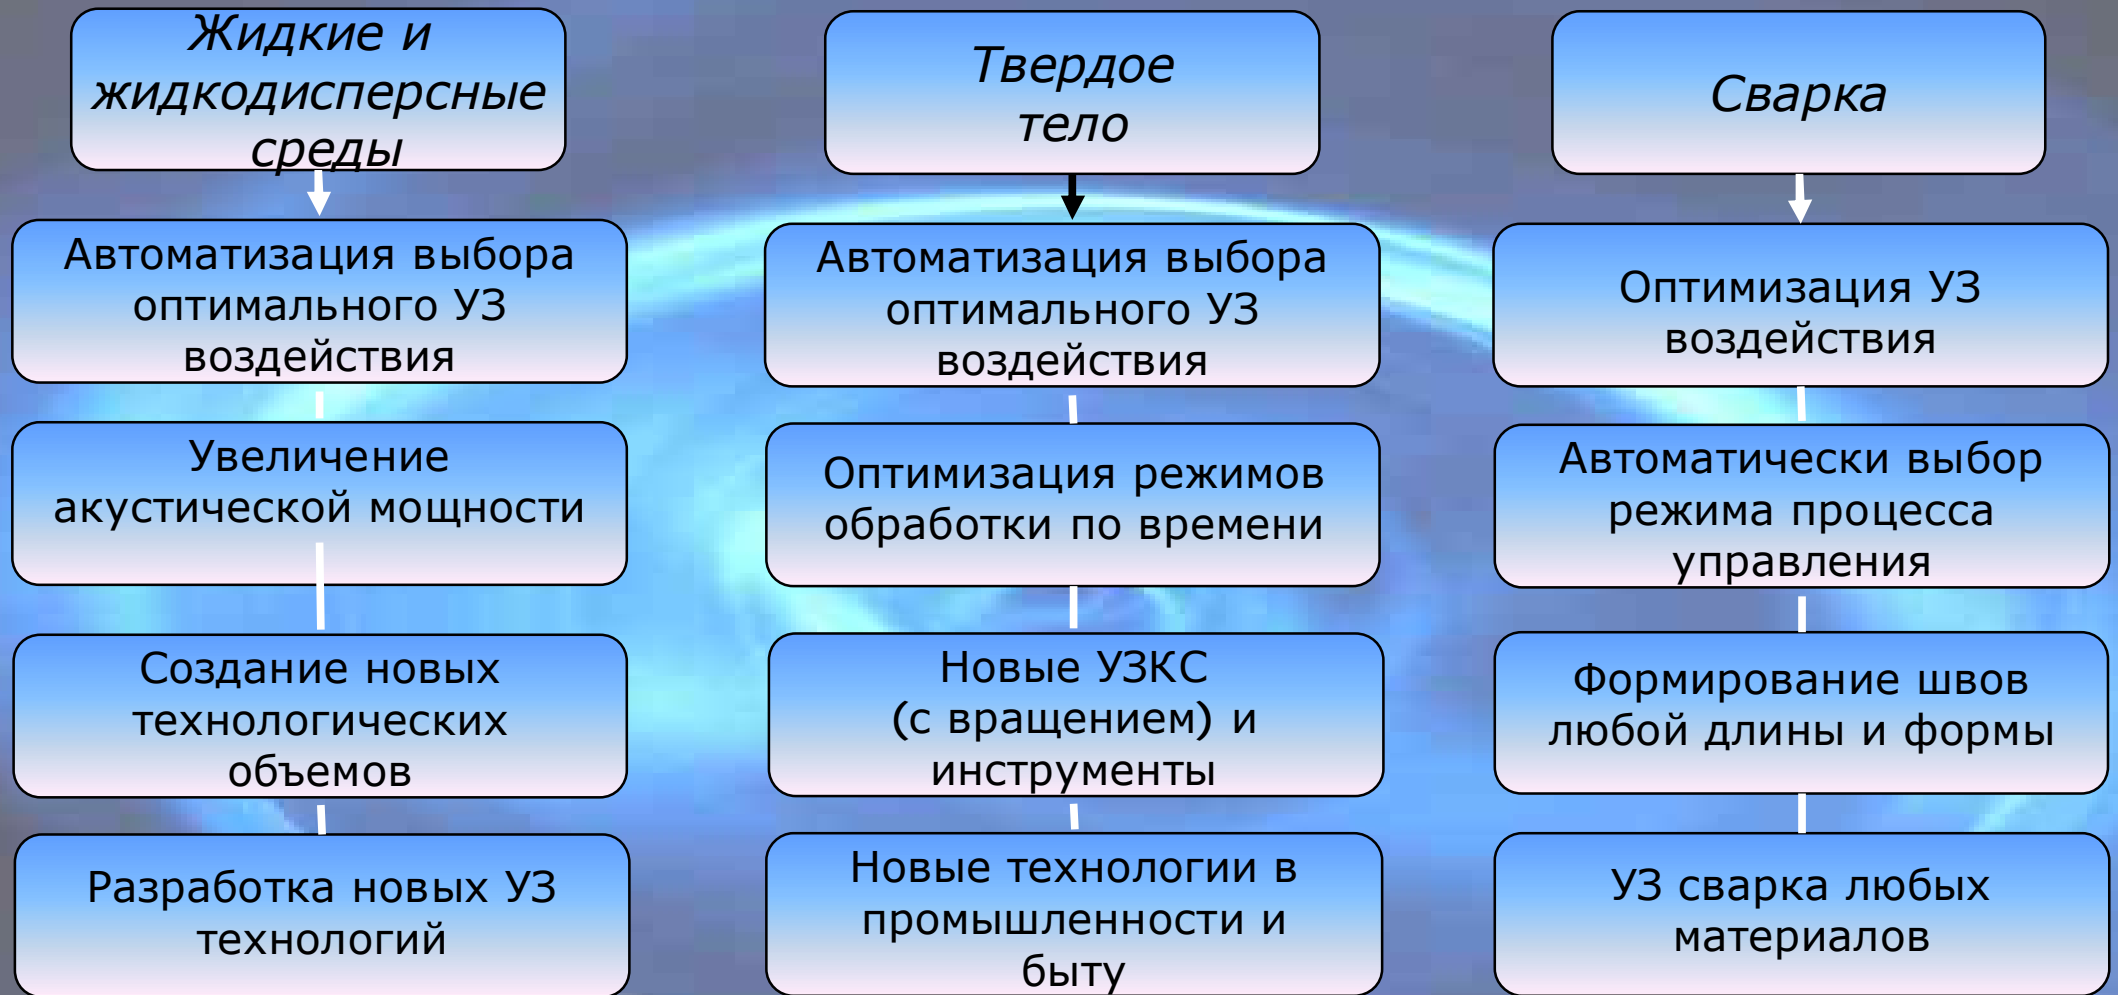 Жидкие и
жидкодисперсные
среды
Автоматизация выбора
оптимального УЗ
воздействия
Увеличение
акустической мощности
Создание новых
технологических
объемов
Разработка новых УЗ
технологий
Твердое
тело
Автоматизация выбора
оптимального УЗ
воздействия
Оптимизация режимов
обработки по времени
Новые УЗКС
(с вращением) и
инструменты
Новые технологии в
промышленности и
быту
Сварка
Оптимизация УЗ
воздействия
Автоматически выбор
режима процесса
управления
Формирование швов
любой длины и формы
УЗ сварка любых
материалов